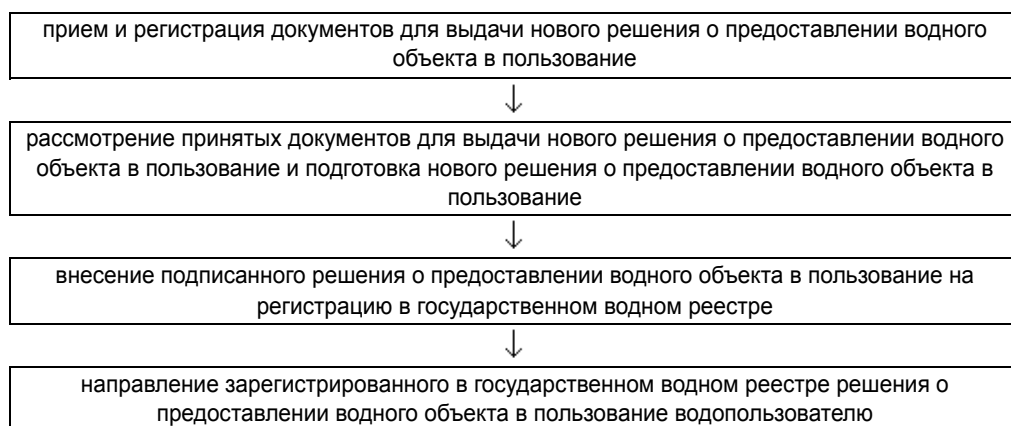 прием и регистрация документов для выдачи нового решения о предоставлении водного
объекта в пользование
↓
рассмотрение принятых документов для выдачи нового решения о предоставлении водного
объекта в пользование и подготовка нового решения о предоставлении водного объекта в
пользование
↓
внесение подписанного решения о предоставлении водного объекта в пользование на
регистрацию в государственном водном реестре
↓
направление зарегистрированного в государственном водном реестре решения о
предоставлении водного объекта в пользование водопользователю